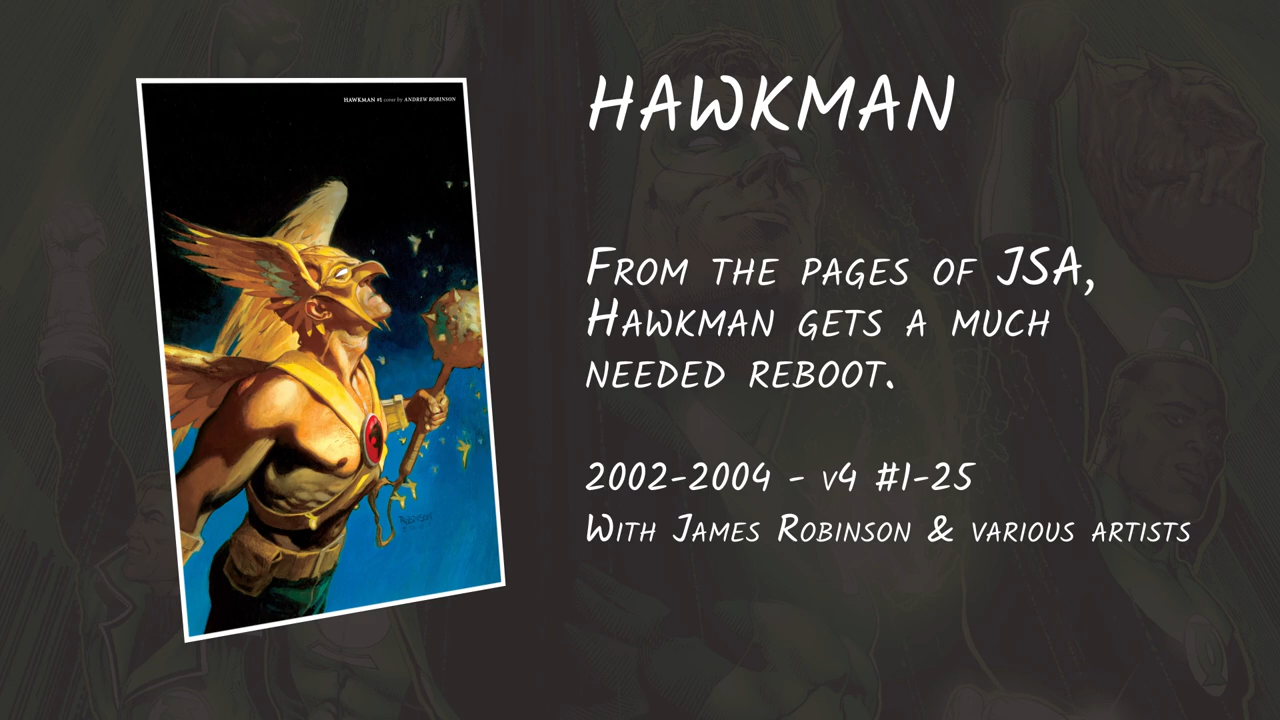 HAWKMAN #1 cover by ANDREW ROBINSON
ROBINSON
HAWKMAN
FROM THE PAGES OF JSA,
HAWKMAN GETS A MUCH
NEEDED REBOOT.
2002-2004 - V4 #1-25
WITH JAMES ROBINSON & VARIOUS ARTISTS